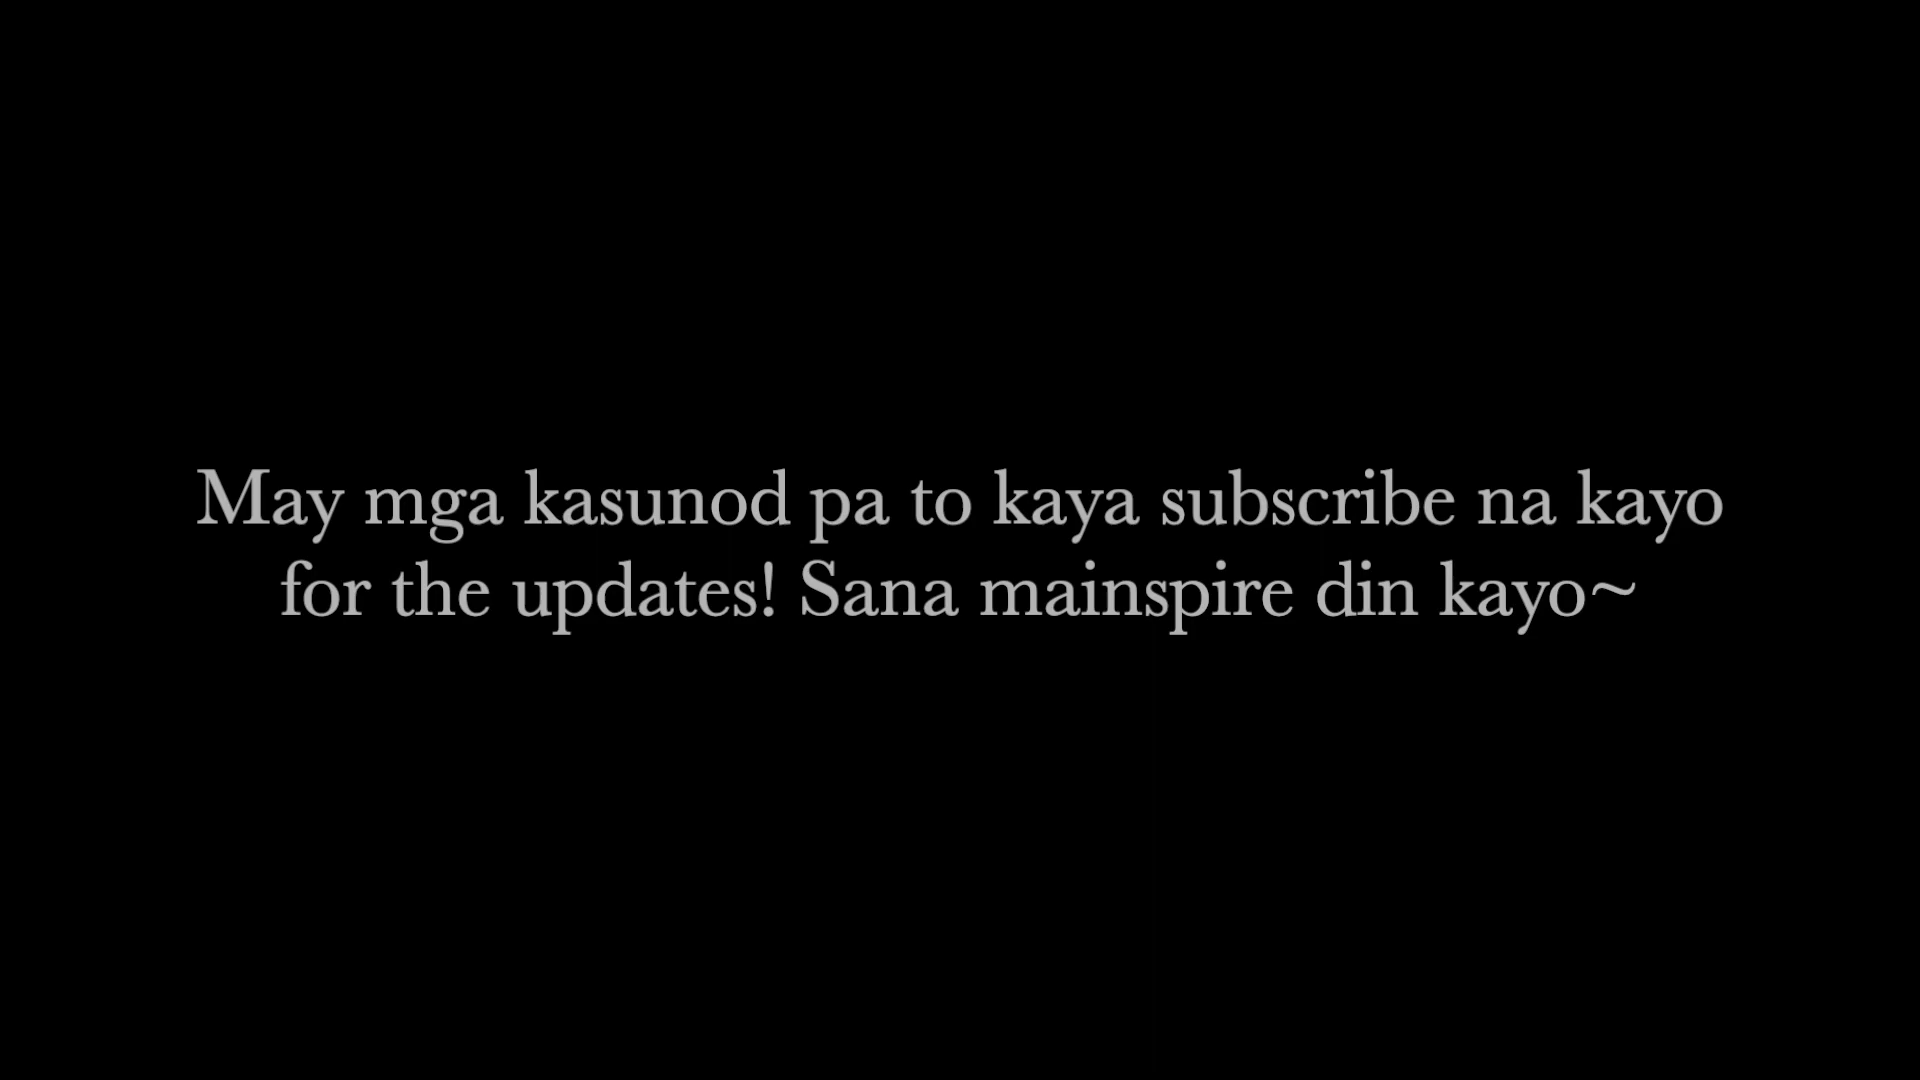 May mga kasunod pa to kaya subscribe na kayo
for the updates! Sana mainspire din kayo~